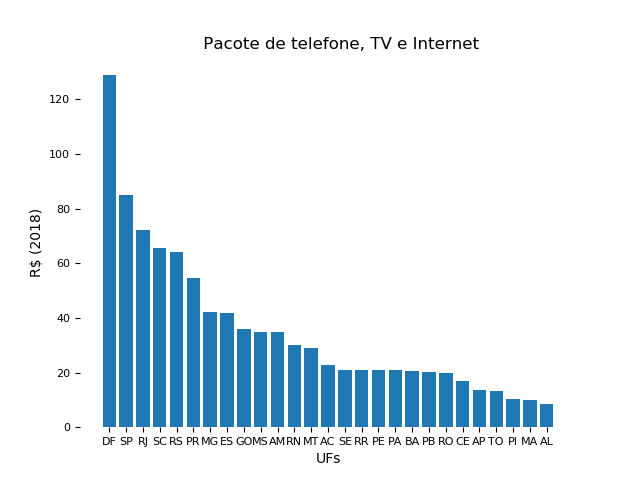 Pacote de telefone, TV e Internet
R$ (2018)
120
100
80
60
40
20
0
DF SP RJ SC RS PR MG ES GO MS AM RN MT AC SE RR PE PA BA PB RO CE AP TO PI MA AL
UFs